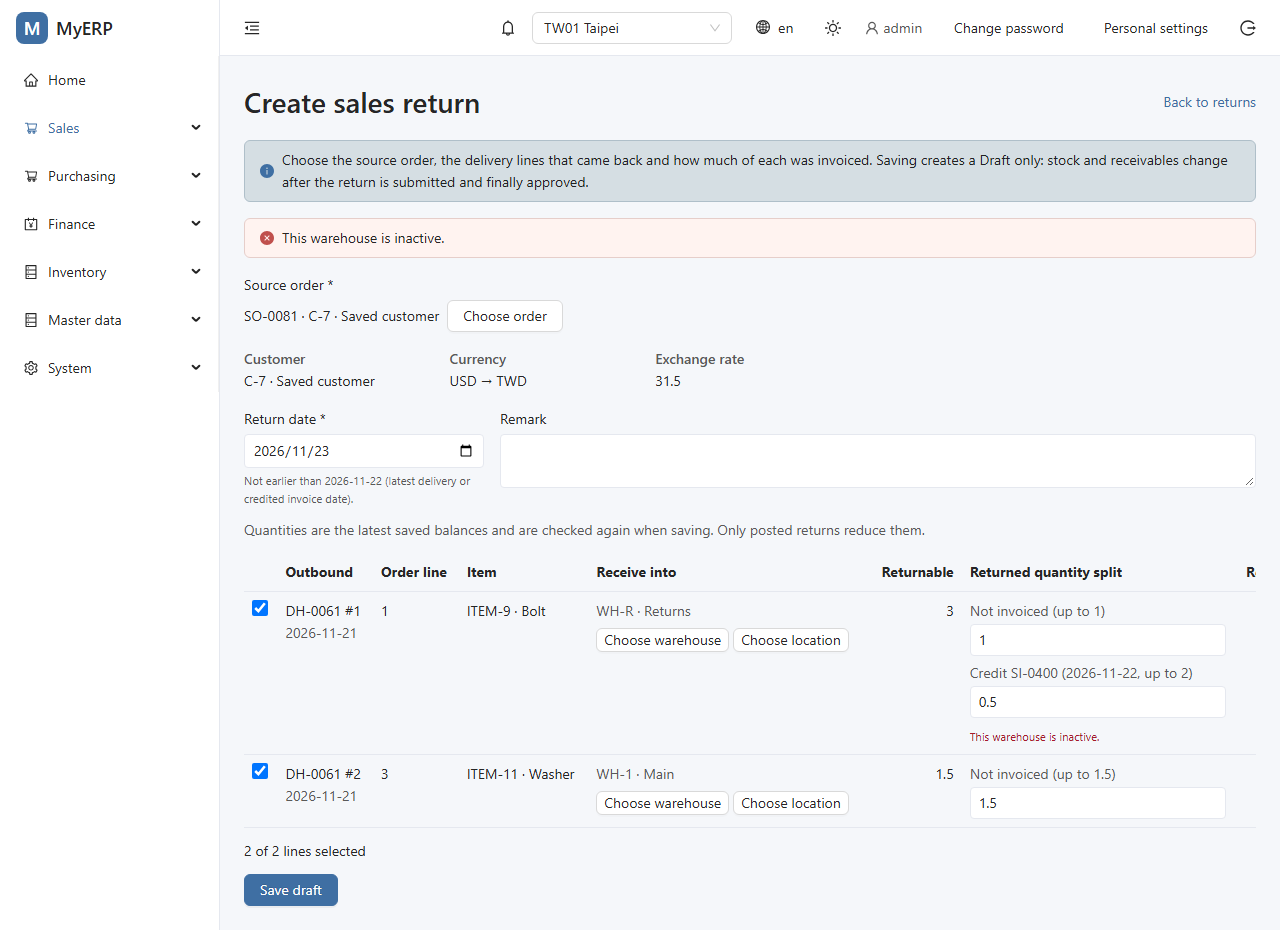 M MyERP
TW01 Taipei
en
admin
Change password
Personal settings
Home
Sales
Purchasing
Finance
Inventory
Master data
System
Create sales return
Back to returns
Choose the source order, the delivery lines that came back and how much of each was invoiced. Saving creates a Draft only: stock and receivables change
after the return is submitted and finally approved.
This warehouse is inactive.
Source order *
SO-0081 · C-7 · Saved customer
Choose order
Customer
Currency
Exchange rate
C-7 · Saved customer
USD → TWD
31.5
Return date *
Remark
2026/11/23
Not earlier than 2026-11-22 (latest delivery or
credited invoice date).
Quantities are the latest saved balances and are checked again when saving. Only posted returns reduce them.
Outbound
Order line
Item
Receive into
Returnable
Returned quantity split
DH-0061 #1
2026-11-21
1
ITEM-9 · Bolt
WH-R · Returns
Choose warehouse
Choose location
3
Not invoiced (up to 1)
1
Credit SI-0400 (2026-11-22, up to 2)
0.5
This warehouse is inactive.
DH-0061 #2
2026-11-21
3
ITEM-11 · Washer
WH-1 · Main
Choose warehouse
Choose location
1.5
Not invoiced (up to 1.5)
1.5
2 of 2 lines selected
Save draft